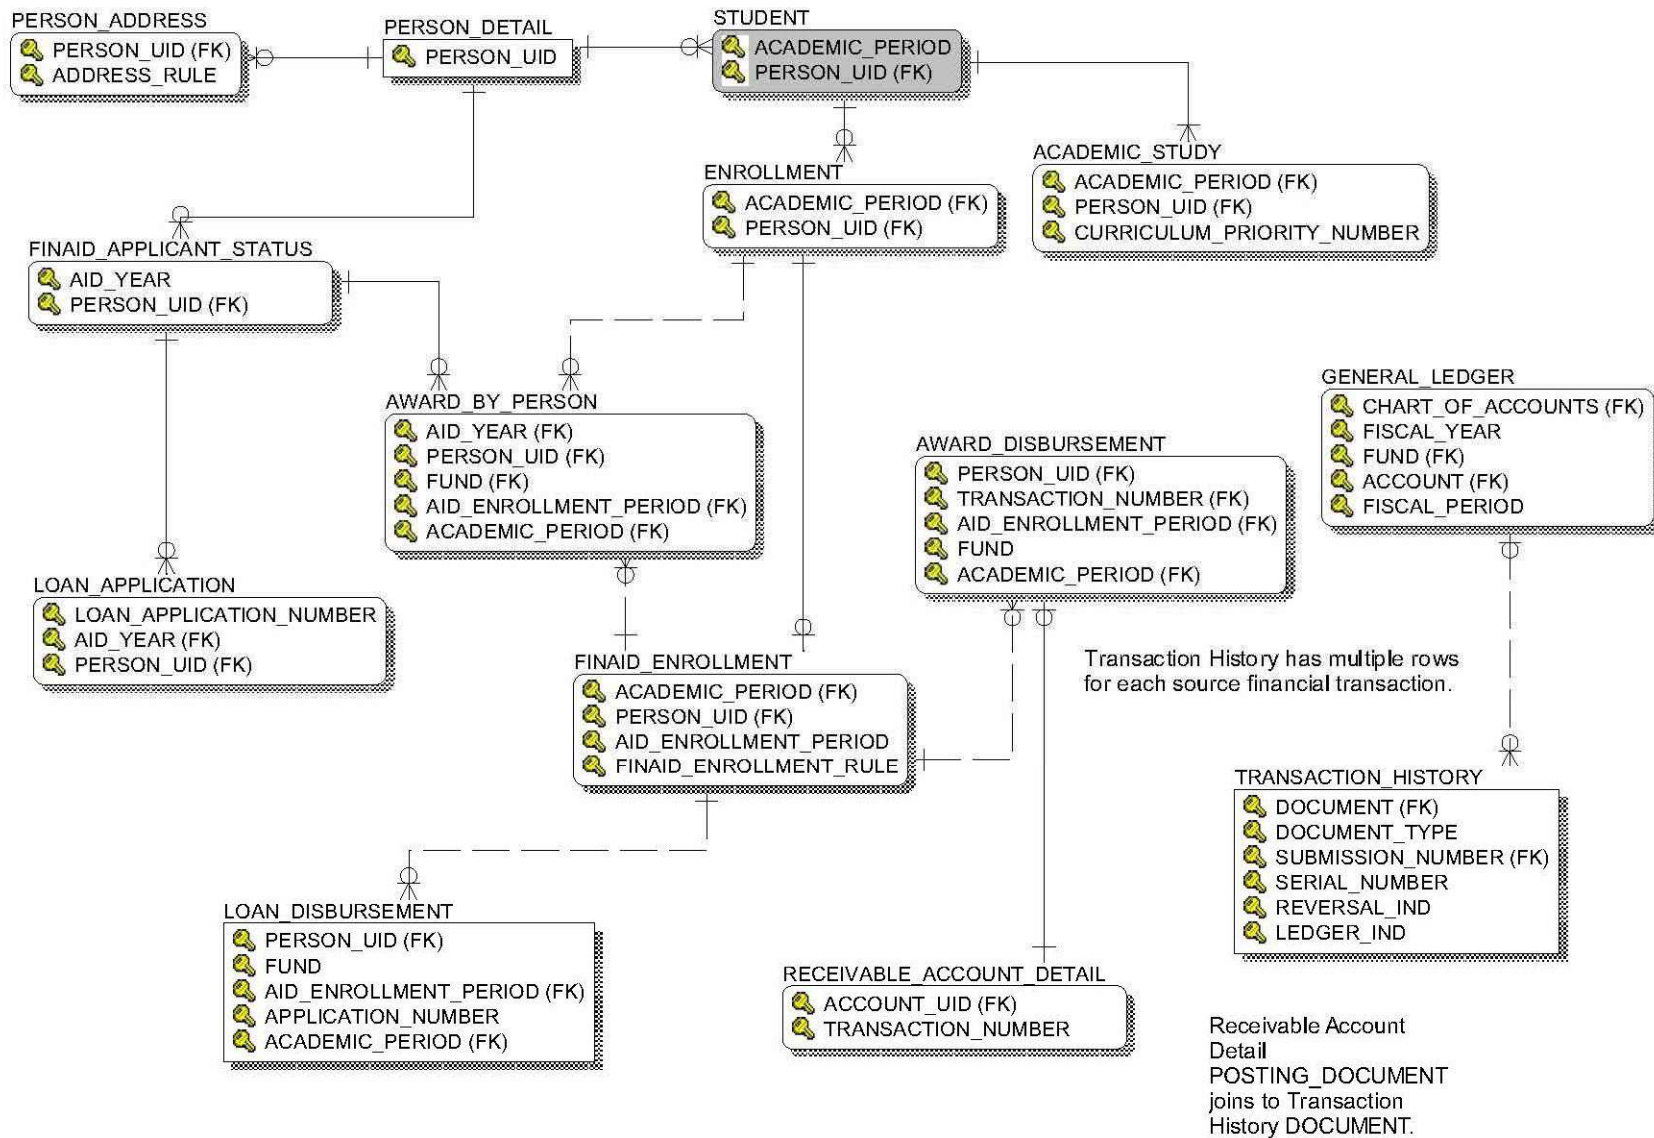 PERSON_ADDRESS
PERSON_UID (FK)
ADDRESS_RULE
PERSON_DETAIL
PERSON_UID
STUDENT
ACADEMIC_PERIOD
PERSON_UID (FK)
ENROLLMENT
ACADEMIC_PERIOD (FK)
PERSON_UID (FK)
ACADEMIC_STUDY
ACADEMIC_PERIOD (FK)
PERSON_UID (FK)
CURRICULUM_PRIORITY_NUMBER
FINAID_APPLICANT_STATUS
AID_YEAR
PERSON_UID (FK)
AWARD_BY_PERSON
AID_YEAR (FK)
PERSON_UID (FK)
FUND (FK)
AID_ENROLLMENT_PERIOD (FK)
ACADEMIC_PERIOD (FK)
AWARD_DISBURSEMENT
PERSON_UID (FK)
TRANSACTION_NUMBER (FK)
AID_ENROLLMENT_PERIOD (FK)
FUND
ACADEMIC_PERIOD (FK)
GENERAL_LEDGER
CHART_OF_ACCOUNTS (FK)
FISCAL_YEAR
FUND (FK)
ACCOUNT (FK)
FISCAL_PERIOD
LOAN_APPLICATION
LOAN_APPLICATION_NUMBER
AID_YEAR (FK)
PERSON_UID (FK)
FINAID_ENROLLMENT
ACADEMIC_PERIOD (FK)
PERSON_UID (FK)
AID_ENROLLMENT_PERIOD
FINAID_ENROLLMENT_RULE
Transaction History has multiple rows
for each source financial transaction.
TRANSACTION_HISTORY
DOCUMENT (FK)
DOCUMENT_TYPE
SUBMISSION_NUMBER (FK)
SERIAL_NUMBER
REVERSAL_IND
LEDGER_IND
LOAN_DISBURSEMENT
PERSON_UID (FK)
FUND
AID_ENROLLMENT_PERIOD (FK)
APPLICATION_NUMBER
ACADEMIC_PERIOD (FK)
RECEIVABLE_ACCOUNT_DETAIL
ACCOUNT_UID (FK)
TRANSACTION_NUMBER
Receivable Account
Detail
POSTING_DOCUMENT
joins to Transaction
History DOCUMENT.